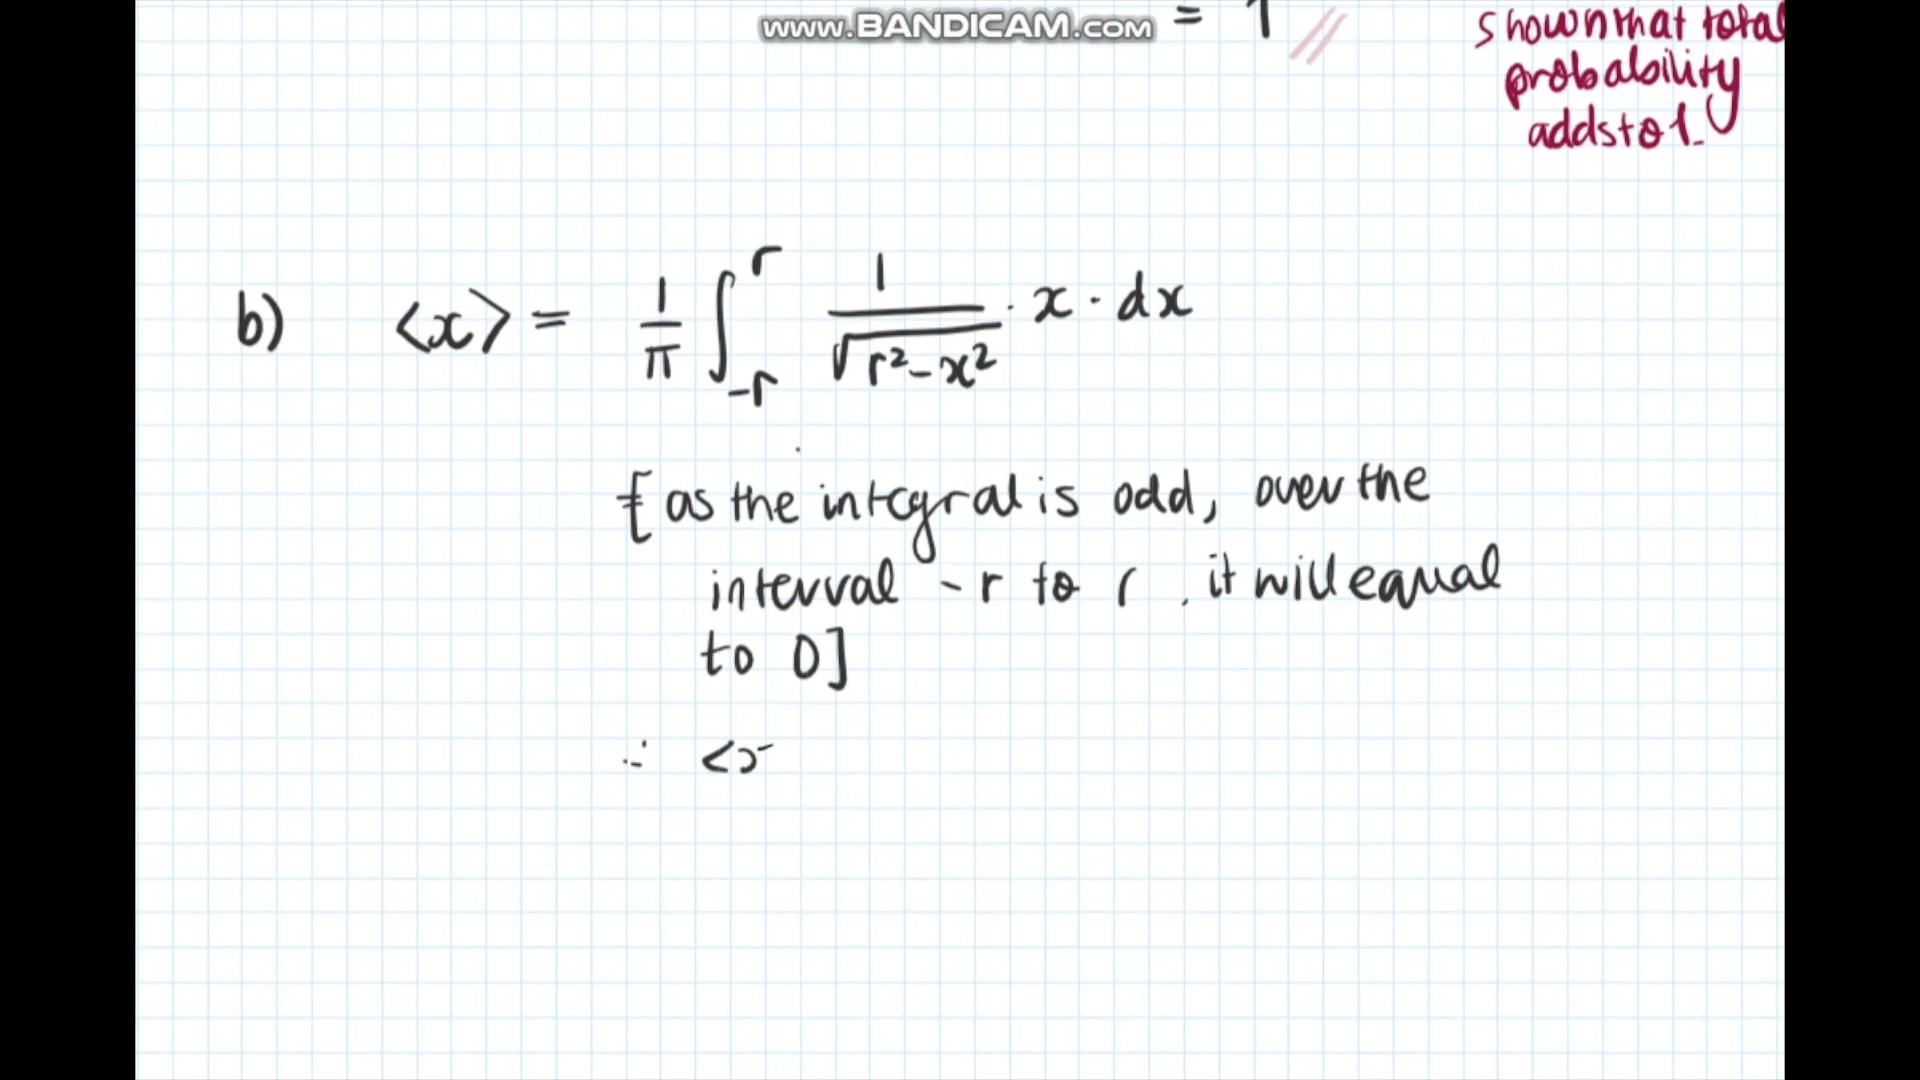 www.BANDICAM.com
= 1
shown that total
probability
adds to 1.
b) <x> = 1/π ∫_{-r}^{r} 1/√(r²-x²) · x · dx
[as the integral is odd, over the
interval -r to r, it will equal
to 0]
∴ <x